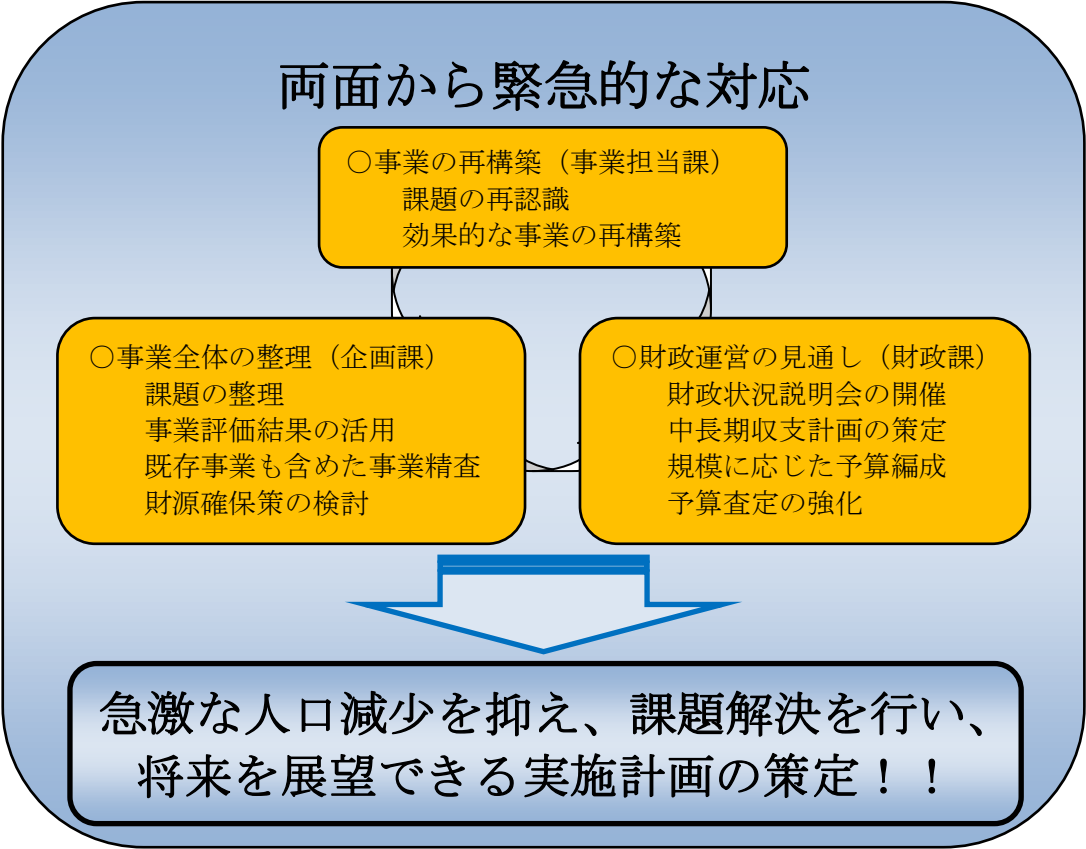 両面から緊急的な対応
○事業の再構築（事業担当課）
課題の再認識
効果的な事業の再構築
○事業全体の整理（企画課）
課題の整理
事業評価結果の活用
既存事業も含めた事業精査
財源確保策の検討
○財政運営の見通し（財政課）
財政状況説明会の開催
中長期収支計画の策定
規模に応じた予算編成
予算査定の強化
急激な人口減少を抑え、課題解決を行い、
将来を展望できる実施計画の策定！！